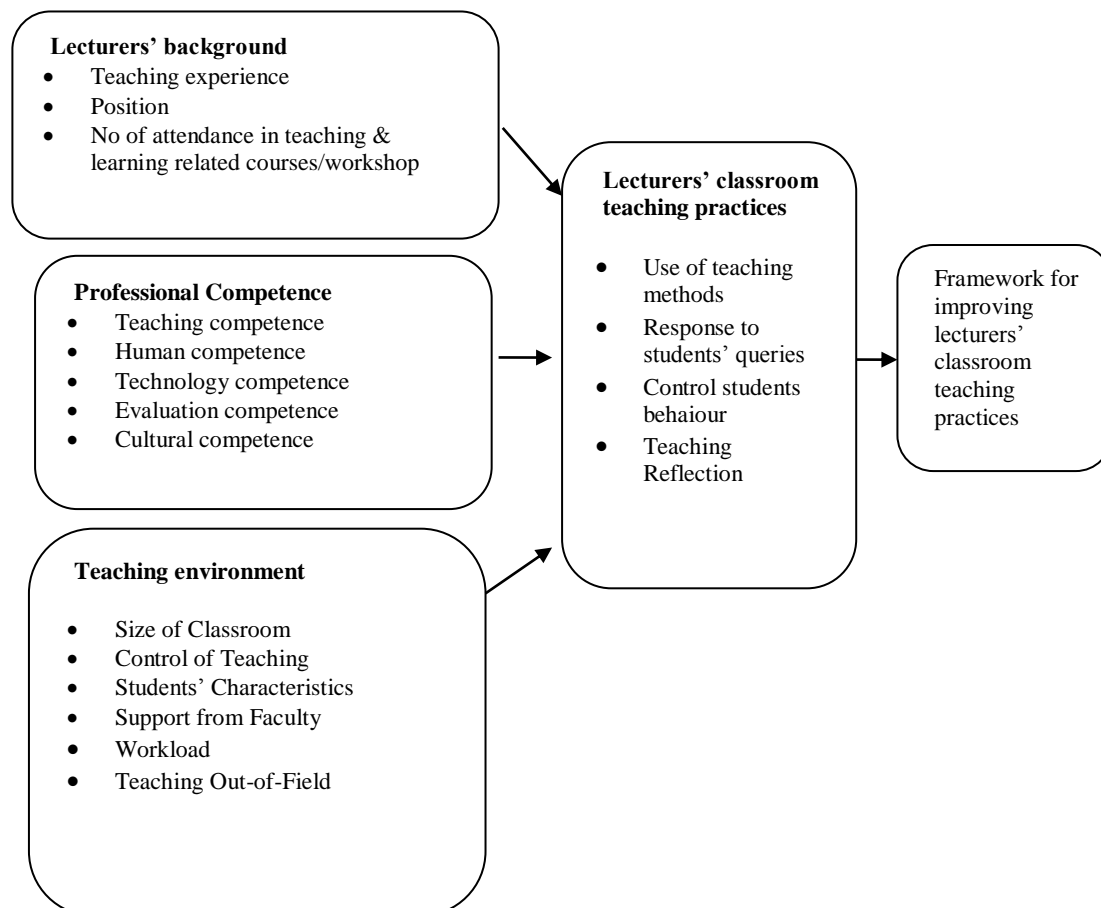 Lecturers’ background
• Teaching experience
• Position
• No of attendance in teaching &
learning related courses/workshop
Professional Competence
• Teaching competence
• Human competence
• Technology competence
• Evaluation competence
• Cultural competence
Teaching environment
• Size of Classroom
• Control of Teaching
• Students’ Characteristics
• Support from Faculty
• Workload
• Teaching Out-of-Field
Lecturers’ classroom
teaching practices
• Use of teaching
methods
• Response to
students’ queries
• Control students
behaiour
• Teaching
Reflection
Framework for
improving
lecturers’
classroom
teaching
practices